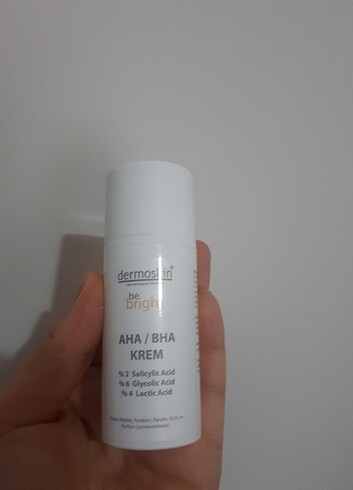 dermoskin®
be
bright
AHA / BHA
KREM
%2 Salicylic Acid
%6 Glycolic Acid
%4 Lactic Acid